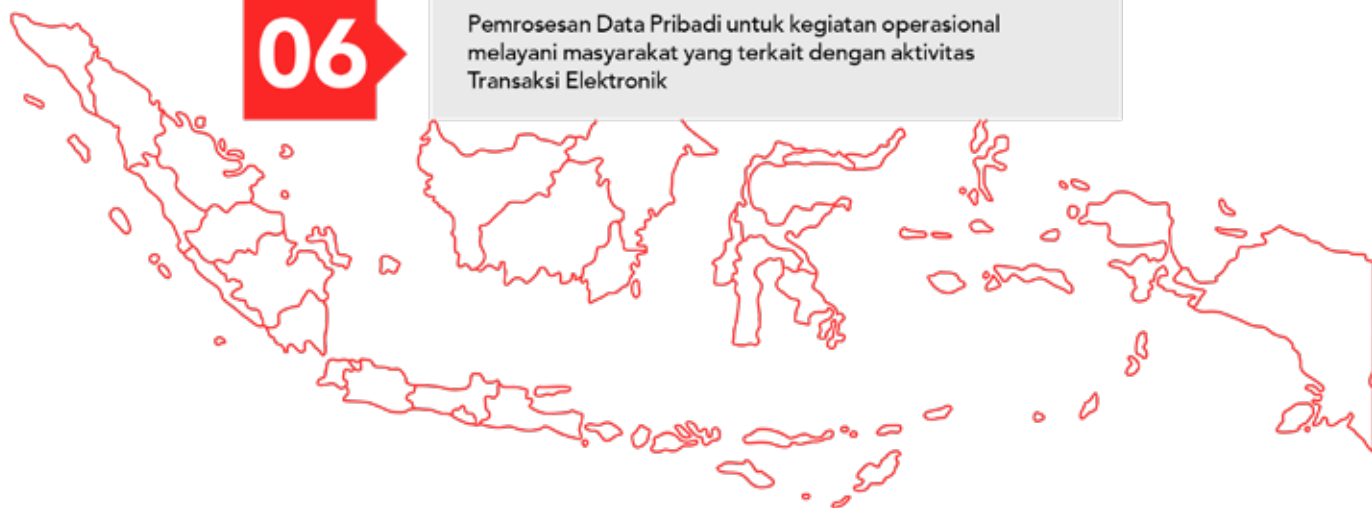 06
Pemrosesan Data Pribadi untuk kegiatan operasional
melayani masyarakat yang terkait dengan aktivitas
Transaksi Elektronik